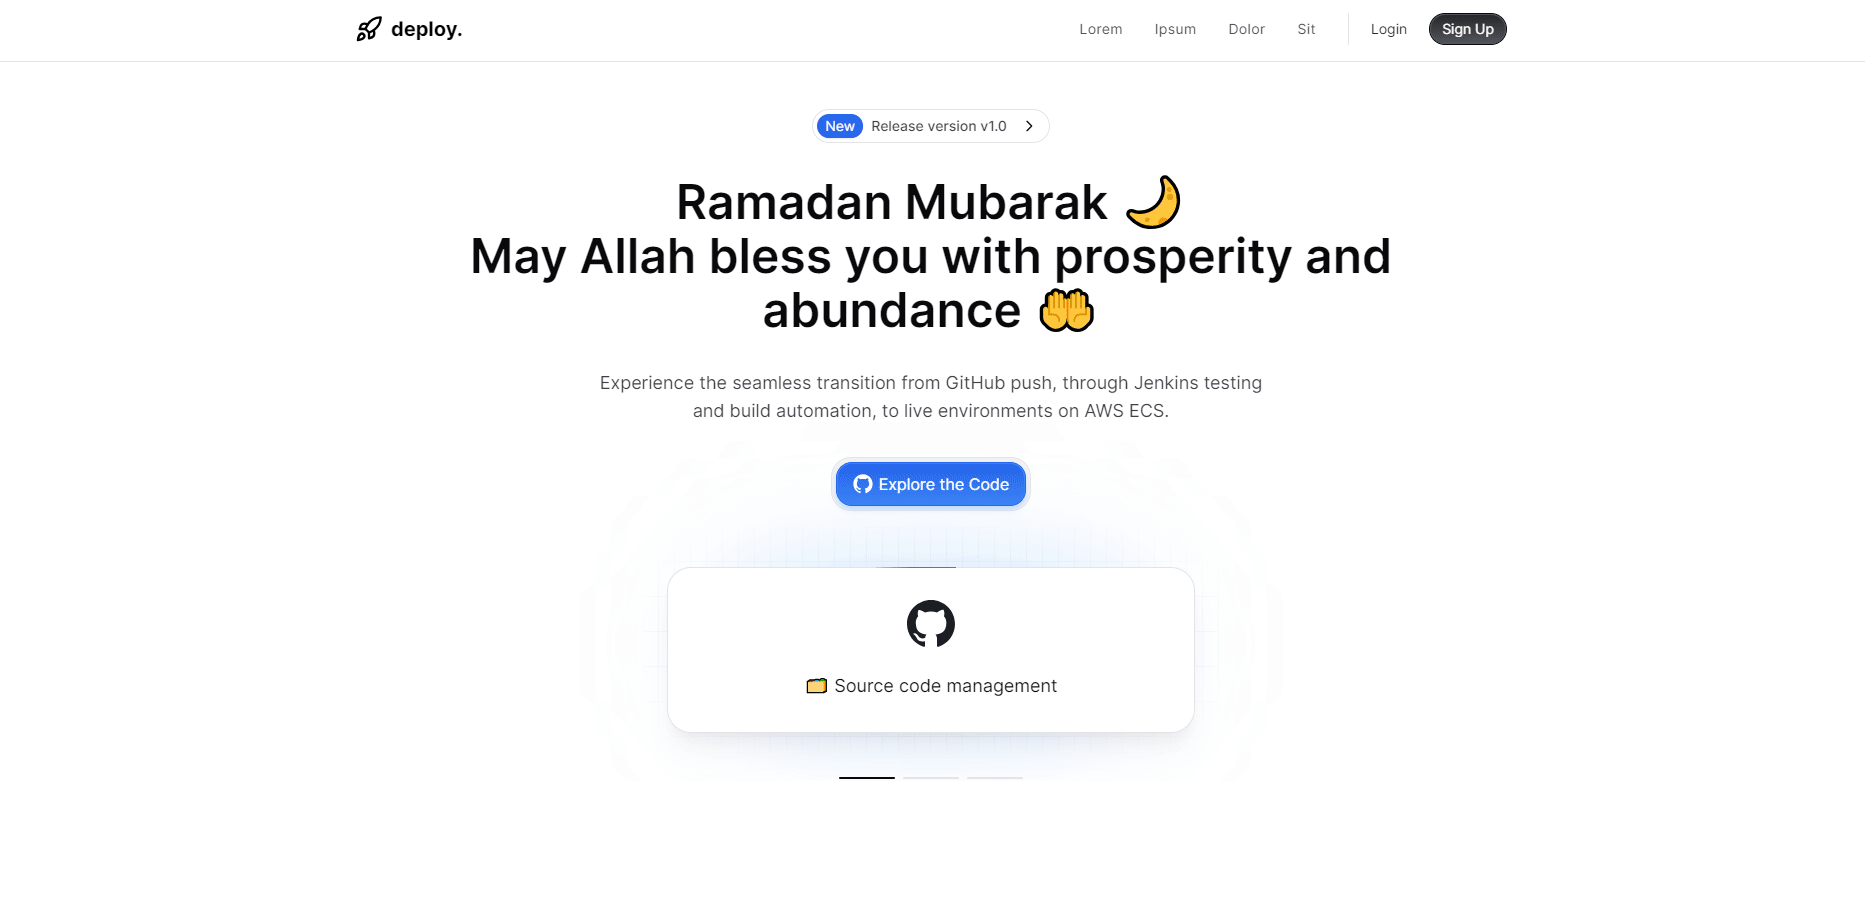 deploy.
Lorem Ipsum Dolor Sit Login Sign Up
New Release version v1.0
Ramadan Mubarak 🌙
May Allah bless you with prosperity and
abundance 🤲
Experience the seamless transition from GitHub push, through Jenkins testing
and build automation, to live environments on AWS ECS.
Explore the Code
🗂️ Source code management